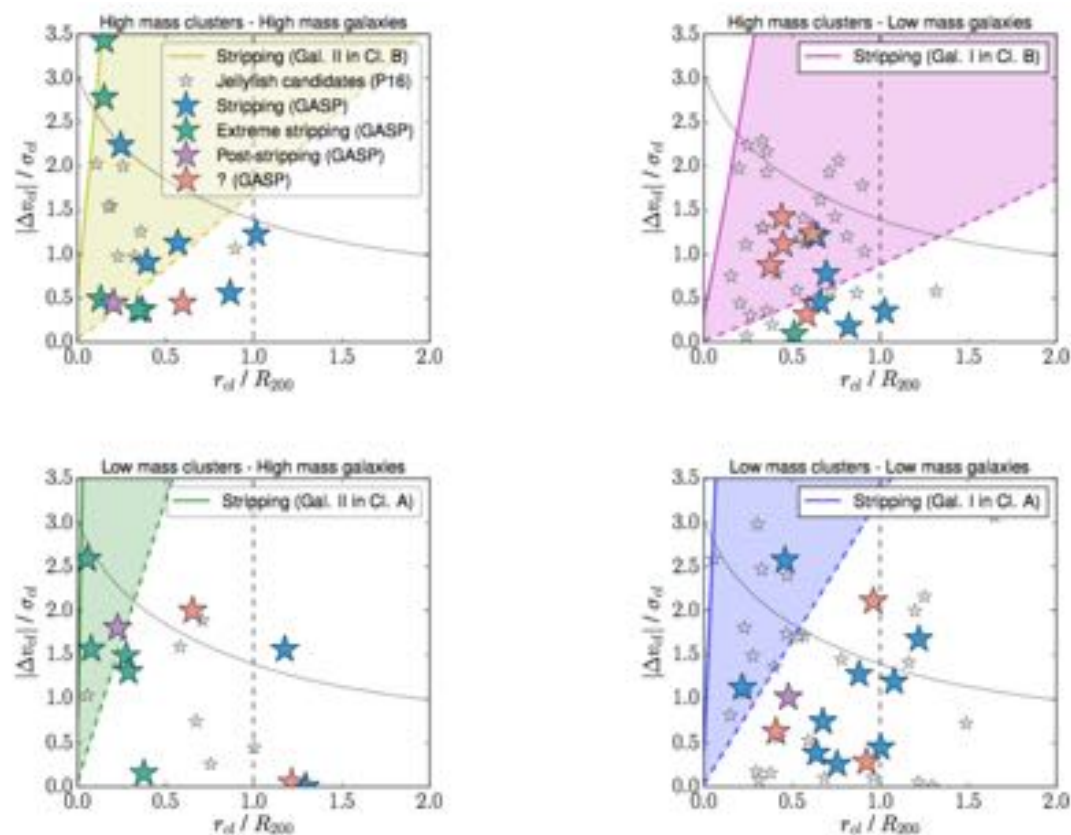 High mass clusters - High mass galaxies
3.5
3.0
2.5
2.0
1.5
1.0
0.5
0.0
|Δv_cl| / σ_cl
Stripping (Gal. II in Cl. B)
Jellyfish candidates (P16)
Stripping (GASP)
Extreme stripping (GASP)
Post-stripping (GASP)
? (GASP)
0.0 0.5 1.0 1.5 2.0
r_cl / R_200
High mass clusters - Low mass galaxies
3.5
3.0
2.5
2.0
1.5
1.0
0.5
0.0
|Δv_cl| / σ_cl
Stripping (Gal. I in Cl. B)
0.0 0.5 1.0 1.5 2.0
r_cl / R_200
Low mass clusters - High mass galaxies
3.5
3.0
2.5
2.0
1.5
1.0
0.5
0.0
|Δv_cl| / σ_cl
Stripping (Gal. II in Cl. A)
0.0 0.5 1.0 1.5 2.0
r_cl / R_200
Low mass clusters - Low mass galaxies
3.5
3.0
2.5
2.0
1.5
1.0
0.5
0.0
|Δv_cl| / σ_cl
Stripping (Gal. I in Cl. A)
0.0 0.5 1.0 1.5 2.0
r_cl / R_200